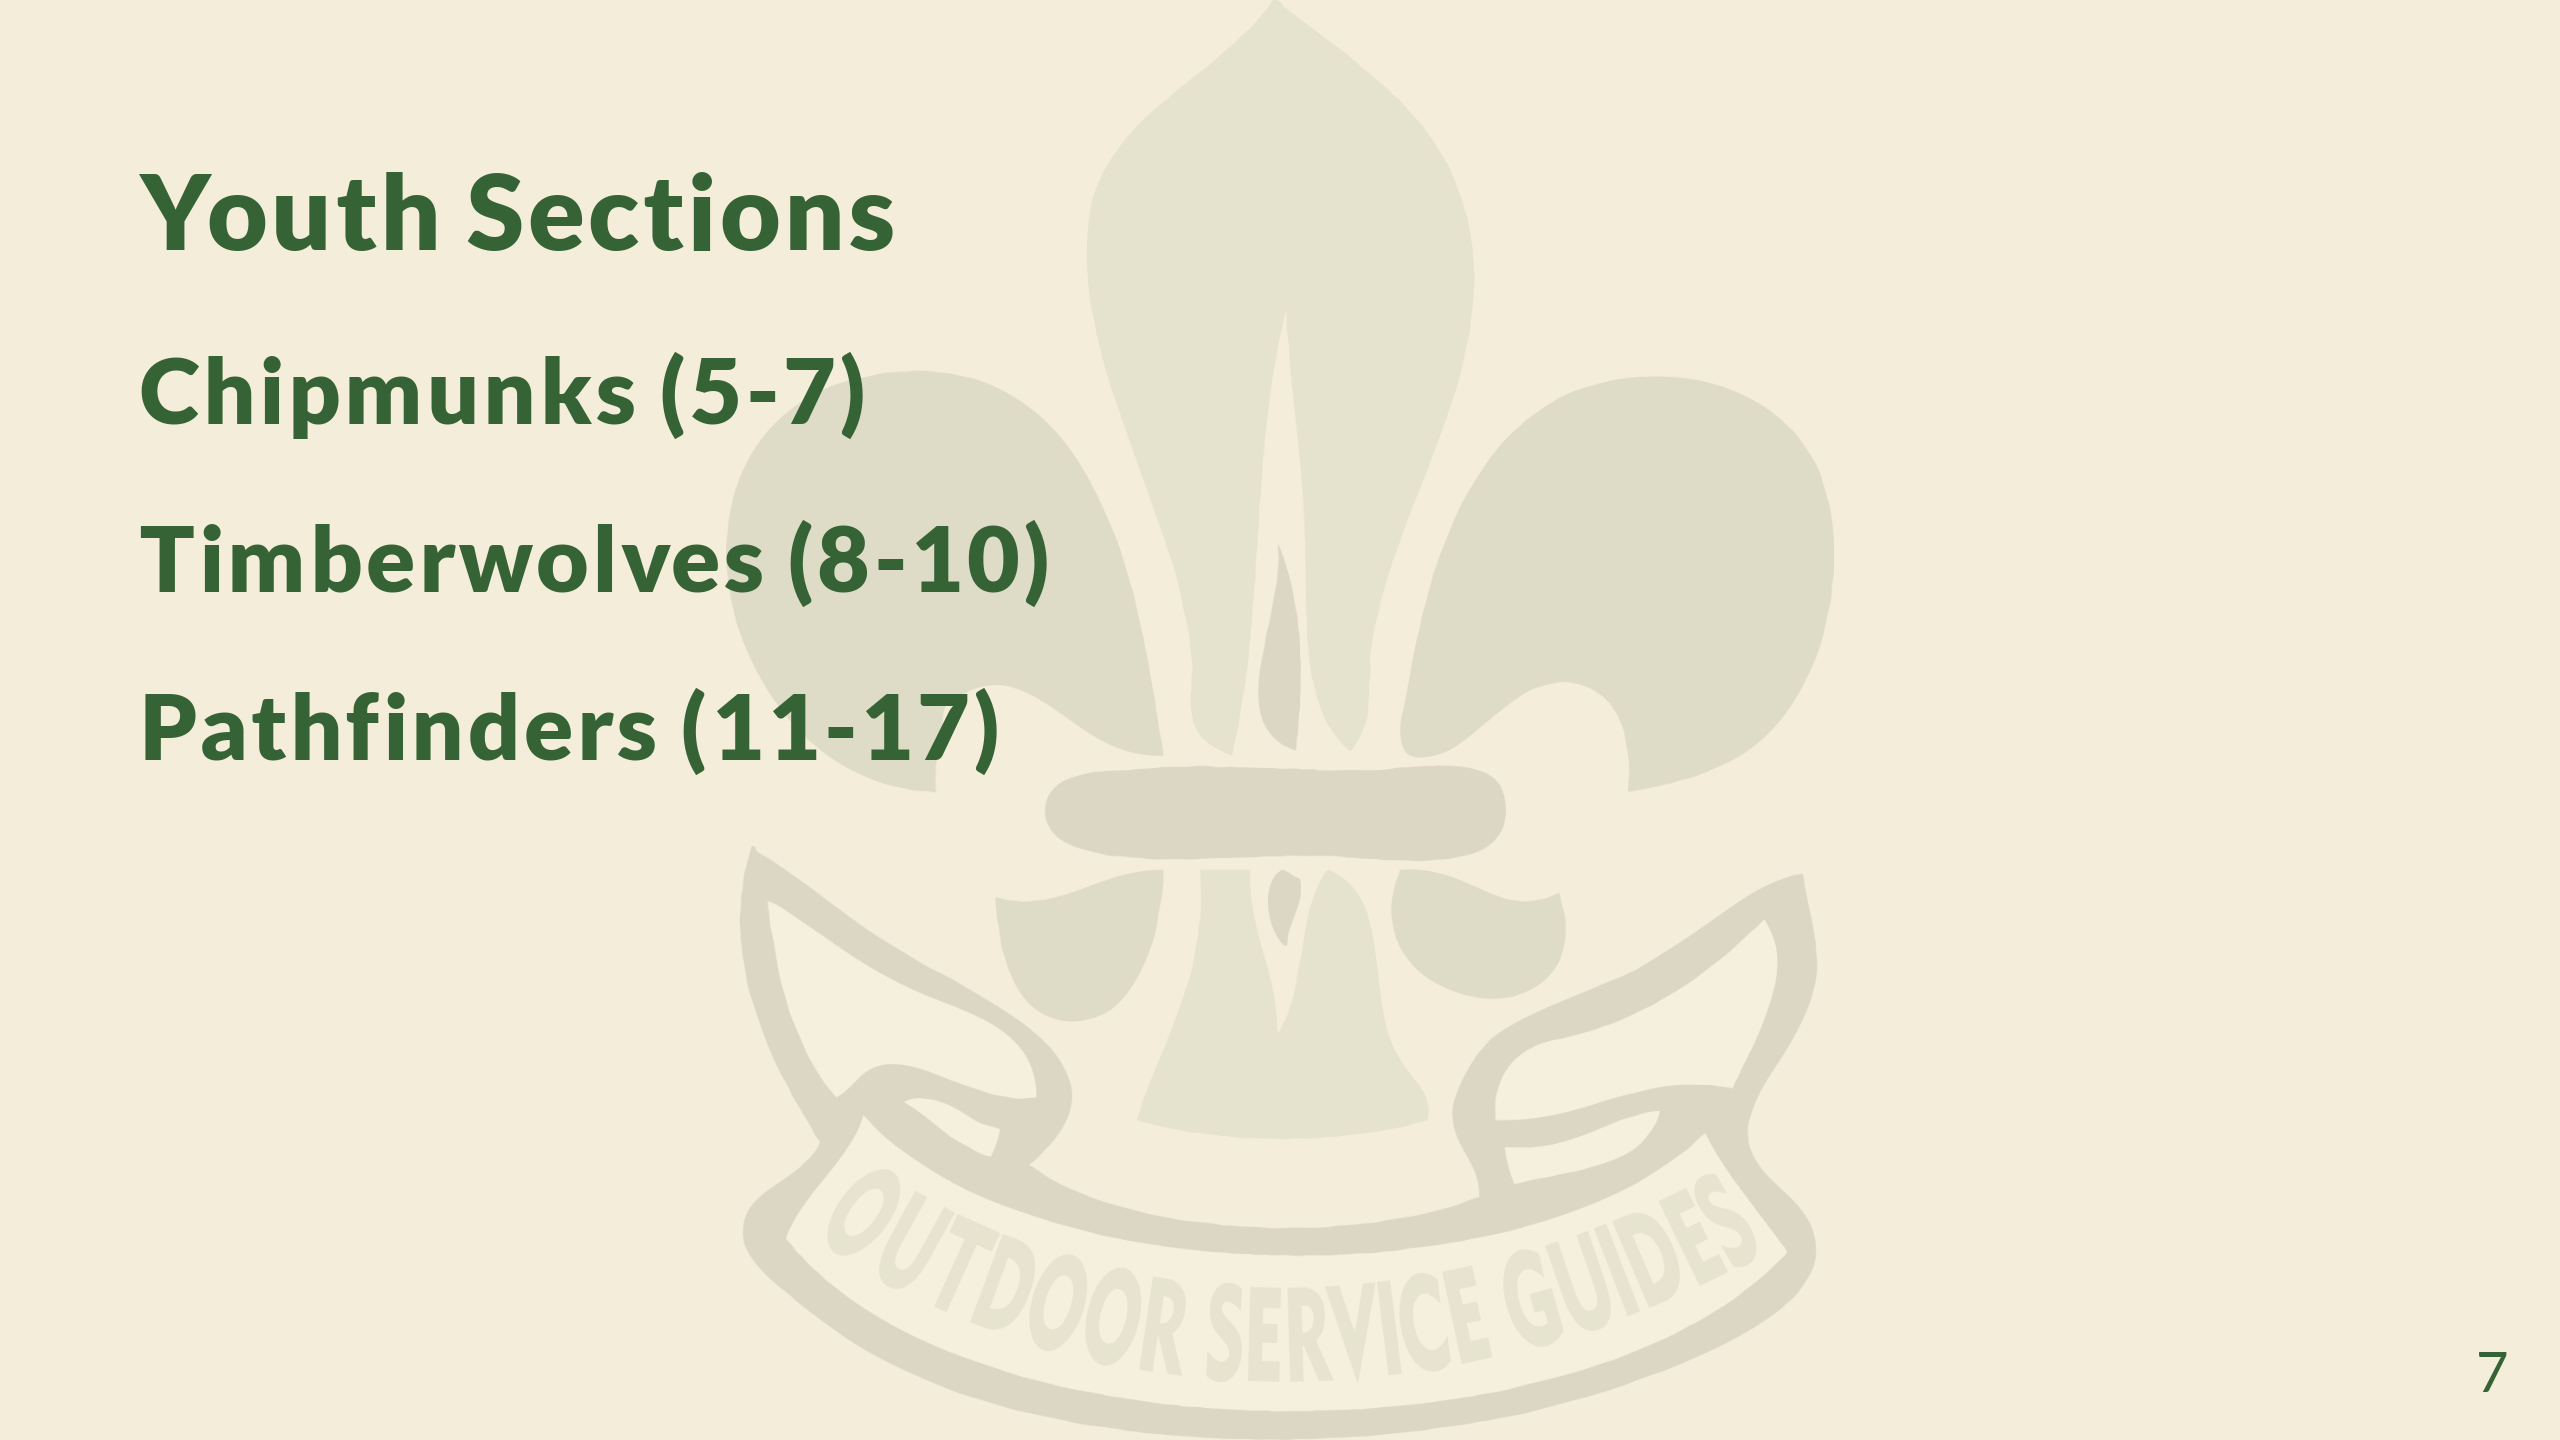 Youth Sections
Chipmunks (5-7)
Timberwolves (8-10)
Pathfinders (11-17)
OUTDOOR SERVICE GUIDES
7